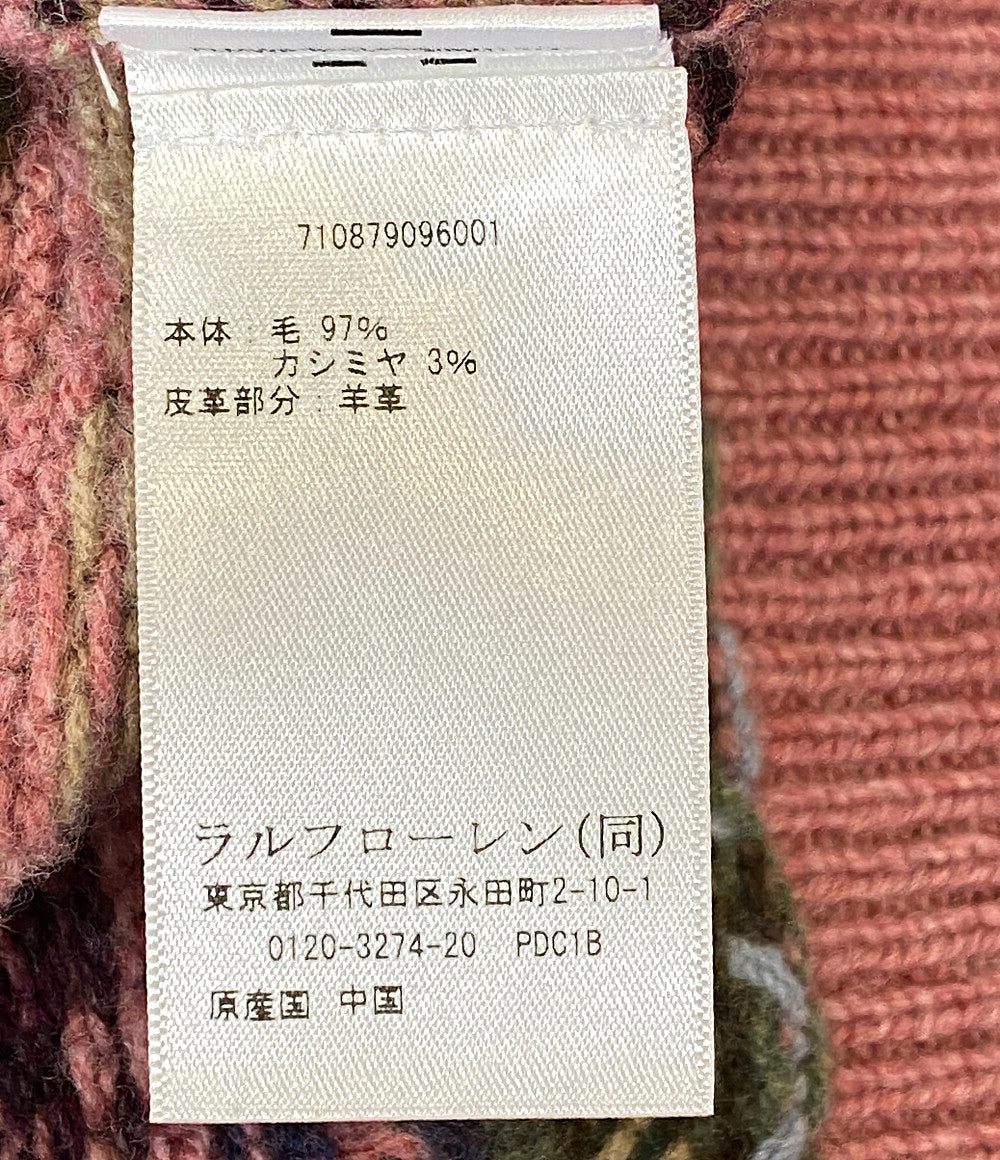 710879096001
本体：毛 97%
カシミヤ 3%
皮革部分：羊革
ラルフローレン(同)
東京都千代田区永田町2-10-1
0120-3274-20 PDC1B
原産国 中国